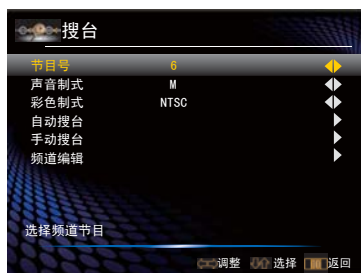 搜台
节目号 6
声音制式 M
彩色制式 NTSC
自动搜台
手动搜台
频道编辑
选择频道节目
调整 选择 返回